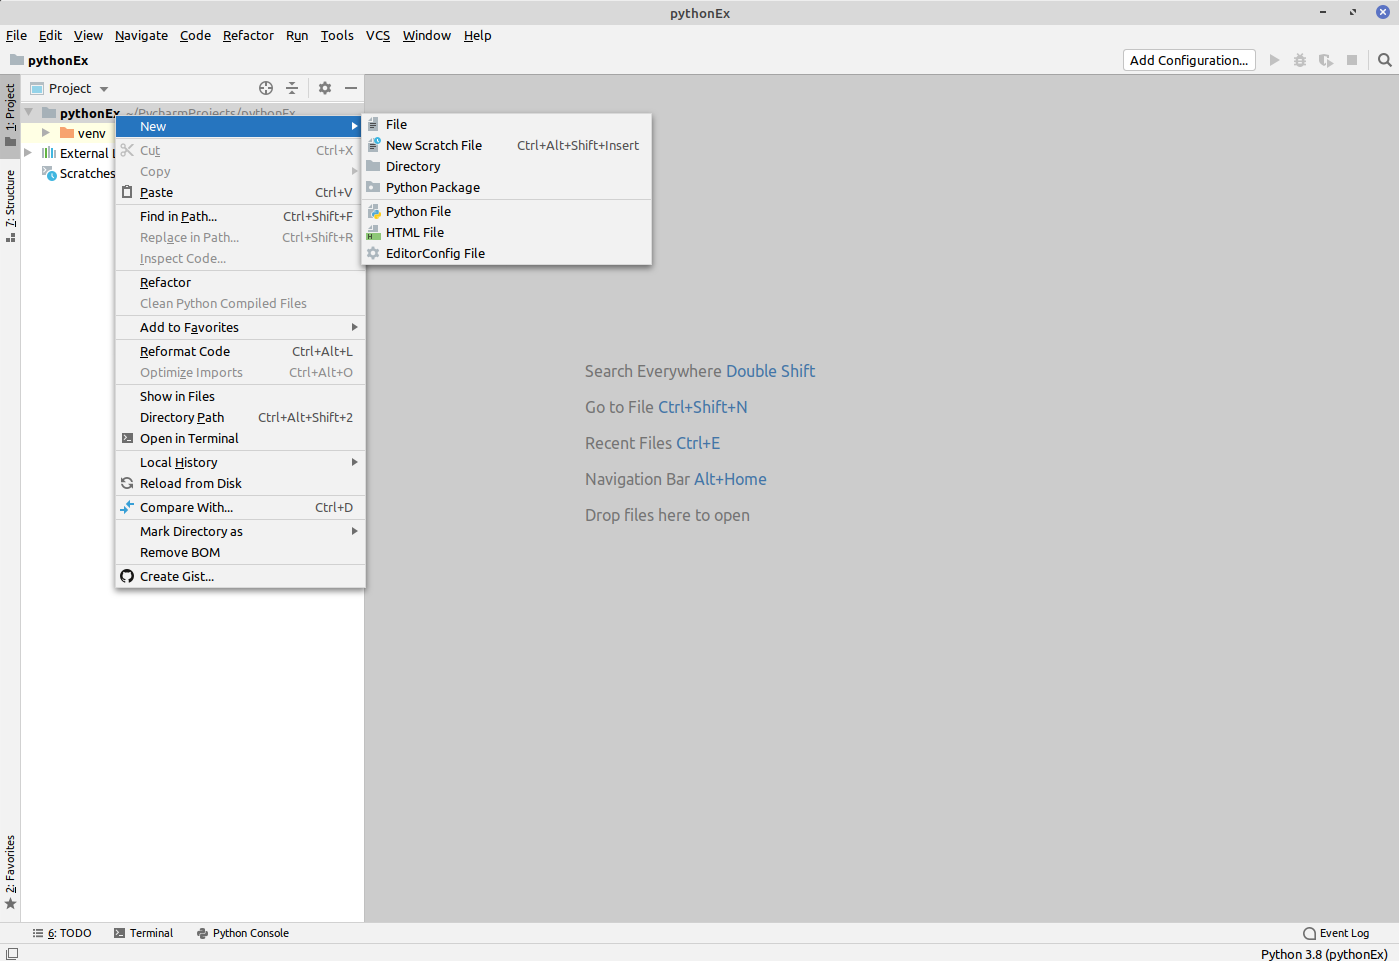 pythonEx
File Edit View Navigate Code Refactor Run Tools VCS Window Help
pythonEx
Add Configuration...
1: Project
Project
pythonEx ~/PycharmProjects/pythonEx
venv
External L
Scratches
7: Structure
2: Favorites
New
Cut Ctrl+X
Copy
Paste Ctrl+V
Find in Path... Ctrl+Shift+F
Replace in Path... Ctrl+Shift+R
Inspect Code...
Refactor
Clean Python Compiled Files
Add to Favorites
Reformat Code Ctrl+Alt+L
Optimize Imports Ctrl+Alt+O
Show in Files
Directory Path Ctrl+Alt+Shift+2
Open in Terminal
Local History
Reload from Disk
Compare With... Ctrl+D
Mark Directory as
Remove BOM
Create Gist...
File
New Scratch File Ctrl+Alt+Shift+Insert
Directory
Python Package
Python File
HTML File
EditorConfig File
Search Everywhere Double Shift
Go to File Ctrl+Shift+N
Recent Files Ctrl+E
Navigation Bar Alt+Home
Drop files here to open
6: TODO Terminal Python Console Event Log
Python 3.8 (pythonEx)